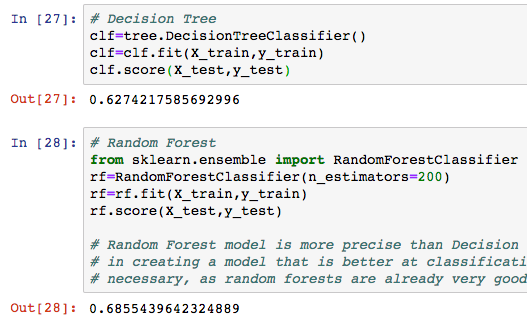 In [27]: # Decision Tree
clf=tree.DecisionTreeClassifier()
clf=clf.fit(X_train,y_train)
clf.score(X_test,y_test)
Out[27]: 0.6274217585692996
In [28]: # Random Forest
from sklearn.ensemble import RandomForestClassifier
rf=RandomForestClassifier(n_estimators=200)
rf=rf.fit(X_train,y_train)
rf.score(X_test,y_test)
# Random Forest model is more precise than Decision
# in creating a model that is better at classificati
# necessary, as random forests are already very good
Out[28]: 0.6855439642324889